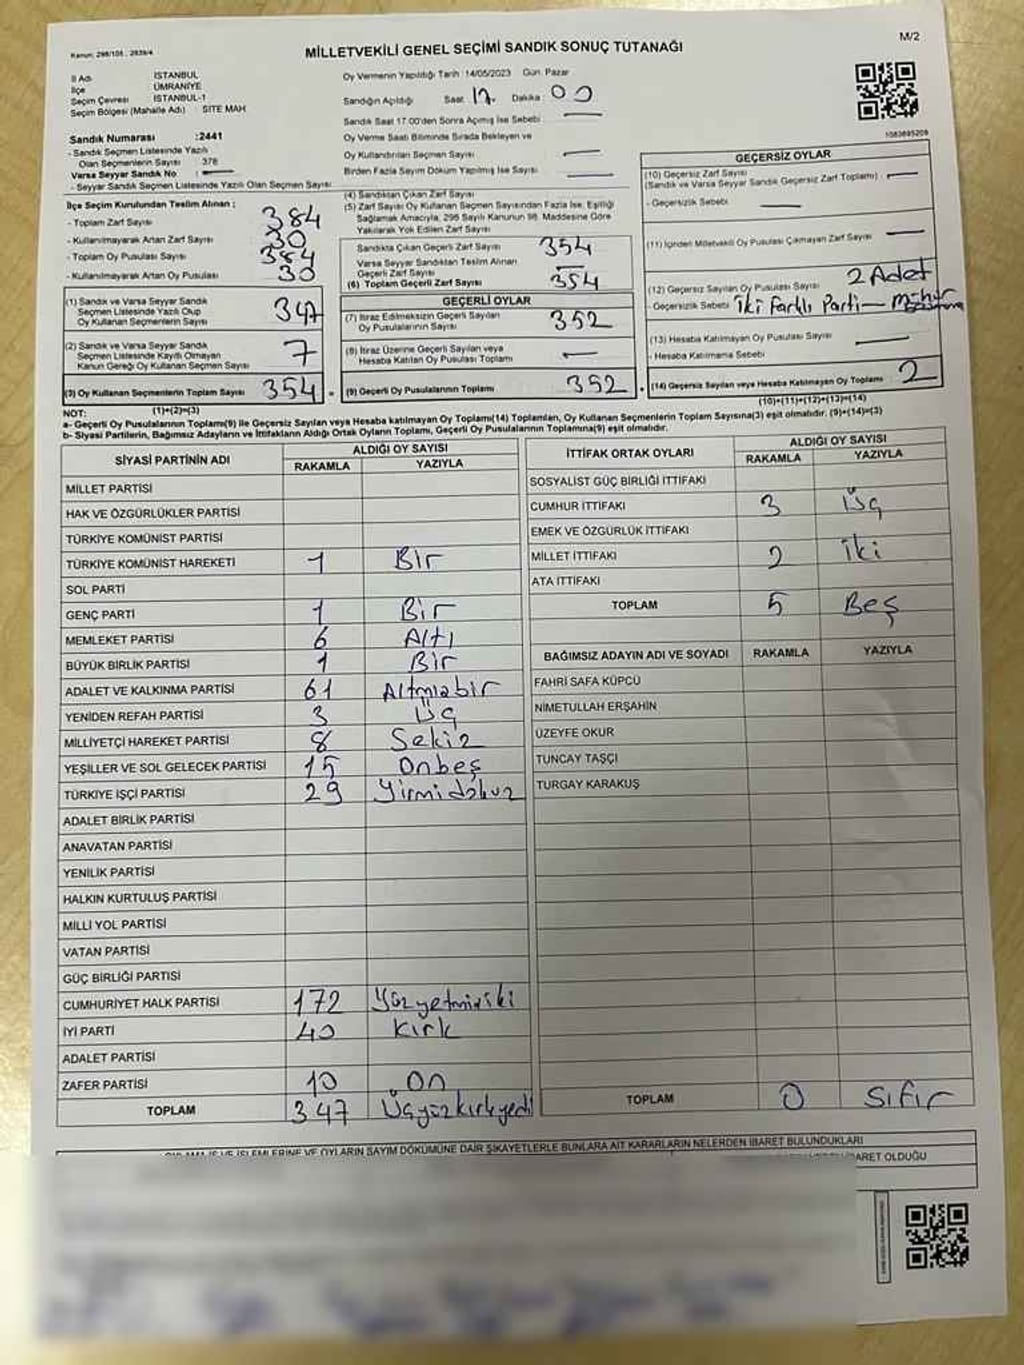 Kanun: 298/105, 2839/4
MİLLETVEKİLİ GENEL SEÇİMİ SANDIK SONUÇ TUTANAĞI
M/2
İl Adı İSTANBUL
İlçe ÜMRANİYE
Seçim Çevresi İSTANBUL-1
Seçim Bölgesi (Mahalle Adı) SİTE MAH
Oy Vermenin Yapıldığı Tarih : 14/05/2023 Gün: Pazar
Sandığın Açıldığı Saat: 17. Dakika : 00
Sandık Saat 17.00'den Sonra Açılmış İse Sebebi : —
Sandık Numarası :2441
- Sandık Seçmen Listesinde Yazılı
Olan Seçmenlerin Sayısı 378
Varsa Seyyar Sandık No : —
- Seyyar Sandık Seçmen Listesinde Yazılı Olan Seçmen Sayısı
Oy Verme Saati Bitiminde Sırada Bekleyen ve
Oy Kullandırılan Seçmen Sayısı —
Birden Fazla Sayım Döküm Yapılmış İse Sayısı —
1083695209
İlçe Seçim Kurulundan Teslim Alınan :
- Toplam Zarf Sayısı 384
- Kullanılmayarak Artan Zarf Sayısı 30
- Toplam Oy Pusulası Sayısı 384
- Kullanılmayarak Artan Oy Pusulası 30
(1) Sandık ve Varsa Seyyar Sandık
Seçmen Listesinde Yazılı Olup
Oy Kullanan Seçmenlerin Sayısı 347
(2) Sandık ve Varsa Seyyar Sandık
Seçmen Listesinde Kayıtlı Olmayan
Kanun Gereği Oy Kullanan Seçmen Sayısı 7
(3) Oy Kullanan Seçmenlerin Toplam Sayısı 354
(1)+(2)=(3)
(4) Sandıktan Çıkan Zarf Sayısı
(5) Zarf Sayısı Oy Kullanan Seçmen Sayısından Fazla İse, Eşitliği
Sağlamak Amacıyla, 298 Sayılı Kanunun 98. Maddesine Göre
Yakılarak Yok Edilen Zarf Sayısı
Sandıkta Çıkan Geçerli Zarf Sayısı 354
Varsa Seyyar Sandıktan Teslim Alınan
Geçerli Zarf Sayısı —
(6) Toplam Geçerli Zarf Sayısı 354
GEÇERLİ OYLAR
(7) İtiraz Edilmeksizin Geçerli Sayılan
Oy Pusulalarının Sayısı 352
(8) İtiraz Üzerine Geçerli Sayılan veya
Hesaba Katılan Oy Pusulası Toplamı —
(9) Geçerli Oy Pusulalarının Toplamı 352
GEÇERSİZ OYLAR
(10) Geçersiz Zarf Sayısı
(Sandık ve Varsa Seyyar Sandık Geçersiz Zarf Toplamı) : —
- Geçersizlik Sebebi : —
(11) İçinden Milletvekili Oy Pusulası Çıkmayan Zarf Sayısı —
(12) Geçersiz Sayılan Oy Pusulası Sayısı 2 Adet
- Geçersizlik Sebebi İki Farklı Parti — Mühür
(13) Hesaba Katılmayan Oy Pusulası Sayısı —
- Hesaba Katılmama Sebebi
(14) Geçersiz Sayılan veya Hesaba Katılmayan Oy Toplamı 2
(10)+(11)+(12)+(13)=(14)
NOT:
a- Geçerli Oy Pusulalarının Toplamı(9) ile Geçersiz Sayılan veya Hesaba katılmayan Oy Toplamı(14) Toplamları, Oy Kullanan Seçmenlerin Toplam Sayısına(3) eşit olmalıdır. (9)+(14)=(3)
b- Siyasi Partilerin, Bağımsız Adayların ve İttifakların Aldığı Ortak Oyların Toplamı, Geçerli Oy Pusulalarının Toplamına(9) eşit olmalıdır.
SİYASİ PARTİNİN ADI ALDIĞI OY SAYISI
RAKAMLA YAZIYLA
MİLLET PARTİSİ
HAK VE ÖZGÜRLÜKLER PARTİSİ
TÜRKİYE KOMÜNİST PARTİSİ
TÜRKİYE KOMÜNİST HAREKETİ 1 Bir
SOL PARTİ
GENÇ PARTİ 1 Bir
MEMLEKET PARTİSİ 6 Altı
BÜYÜK BİRLİK PARTİSİ 1 Bir
ADALET VE KALKINMA PARTİSİ 61 Altmışbir
YENİDEN REFAH PARTİSİ 3 Üç
MİLLİYETÇİ HAREKET PARTİSİ 8 Sekiz
YEŞİLLER VE SOL GELECEK PARTİSİ 15 Onbeş
TÜRKİYE İŞÇİ PARTİSİ 29 Yirmidokuz
ADALET BİRLİK PARTİSİ
ANAVATAN PARTİSİ
YENİLİK PARTİSİ
HALKIN KURTULUŞ PARTİSİ
MİLLİ YOL PARTİSİ
VATAN PARTİSİ
GÜÇ BİRLİĞİ PARTİSİ
CUMHURİYET HALK PARTİSİ 172 Yüzyetmişiki
İYİ PARTİ 40 Kırk
ADALET PARTİSİ
ZAFER PARTİSİ 10 On
TOPLAM 347 Üçyüzkırkyedi
İTTİFAK ORTAK OYLARI ALDIĞI OY SAYISI
RAKAMLA YAZIYLA
SOSYALİST GÜÇ BİRLİĞİ İTTİFAKI
CUMHUR İTTİFAKI 3 Üç
EMEK VE ÖZGÜRLÜK İTTİFAKI
MİLLET İTTİFAKI 2 İki
ATA İTTİFAKI
TOPLAM 5 Beş
BAĞIMSIZ ADAYIN ADI VE SOYADI RAKAMLA YAZIYLA
FAHRİ SAFA KÜPCÜ
NİMETULLAH ERŞAHİN
ÜZEYFE OKUR
TUNCAY TAŞÇI
TURGAY KARAKUŞ
TOPLAM 0 Sıfır
İŞLEMLERİNE VE OYLARIN SAYIM DÖKÜMÜNE DAİR ŞİKAYETLERLE BUNLARA AİT KARARLARIN NELERDEN İBARET BULUNDUKLARI
İBARET OLDUĞU